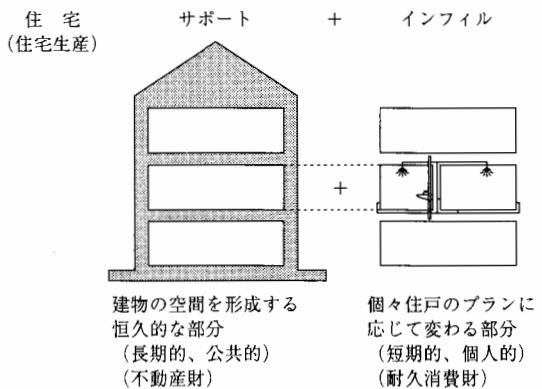 住 宅 サポート + インフィル
（住宅生産）
+
建物の空間を形成する
恒久的な部分
（長期的、公共的）
（不動産財）
個々住戸のプランに
応じて変わる部分
（短期的、個人的）
（耐久消費財）